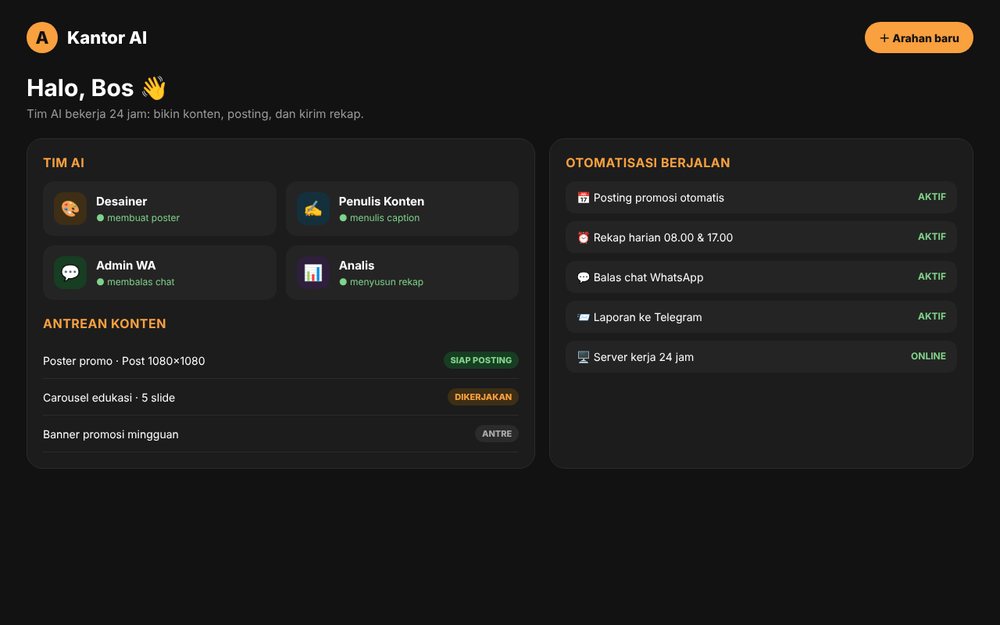 A Kantor AI
+ Arahan baru
Halo, Bos 👋
Tim AI bekerja 24 jam: bikin konten, posting, dan kirim rekap.
TIM AI
Desainer
membuat poster
Penulis Konten
menulis caption
Admin WA
membalas chat
Analis
menyusun rekap
ANTREAN KONTEN
Poster promo · Post 1080×1080 SIAP POSTING
Carousel edukasi · 5 slide DIKERJAKAN
Banner promosi mingguan ANTRE
OTOMATISASI BERJALAN
Posting promosi otomatis AKTIF
Rekap harian 08.00 & 17.00 AKTIF
Balas chat WhatsApp AKTIF
Laporan ke Telegram AKTIF
Server kerja 24 jam ONLINE